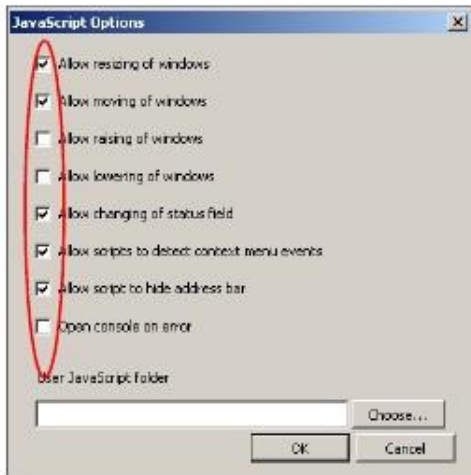 JavaScript Options
Allow resizing of windows
Allow moving of windows
Allow raising of windows
Allow lowering of windows
Allow changing of status field
Allow scripts to detect context menu events
Allow script to hide address bar
Open console on error
User JavaScript folder
Choose...
OK
Cancel